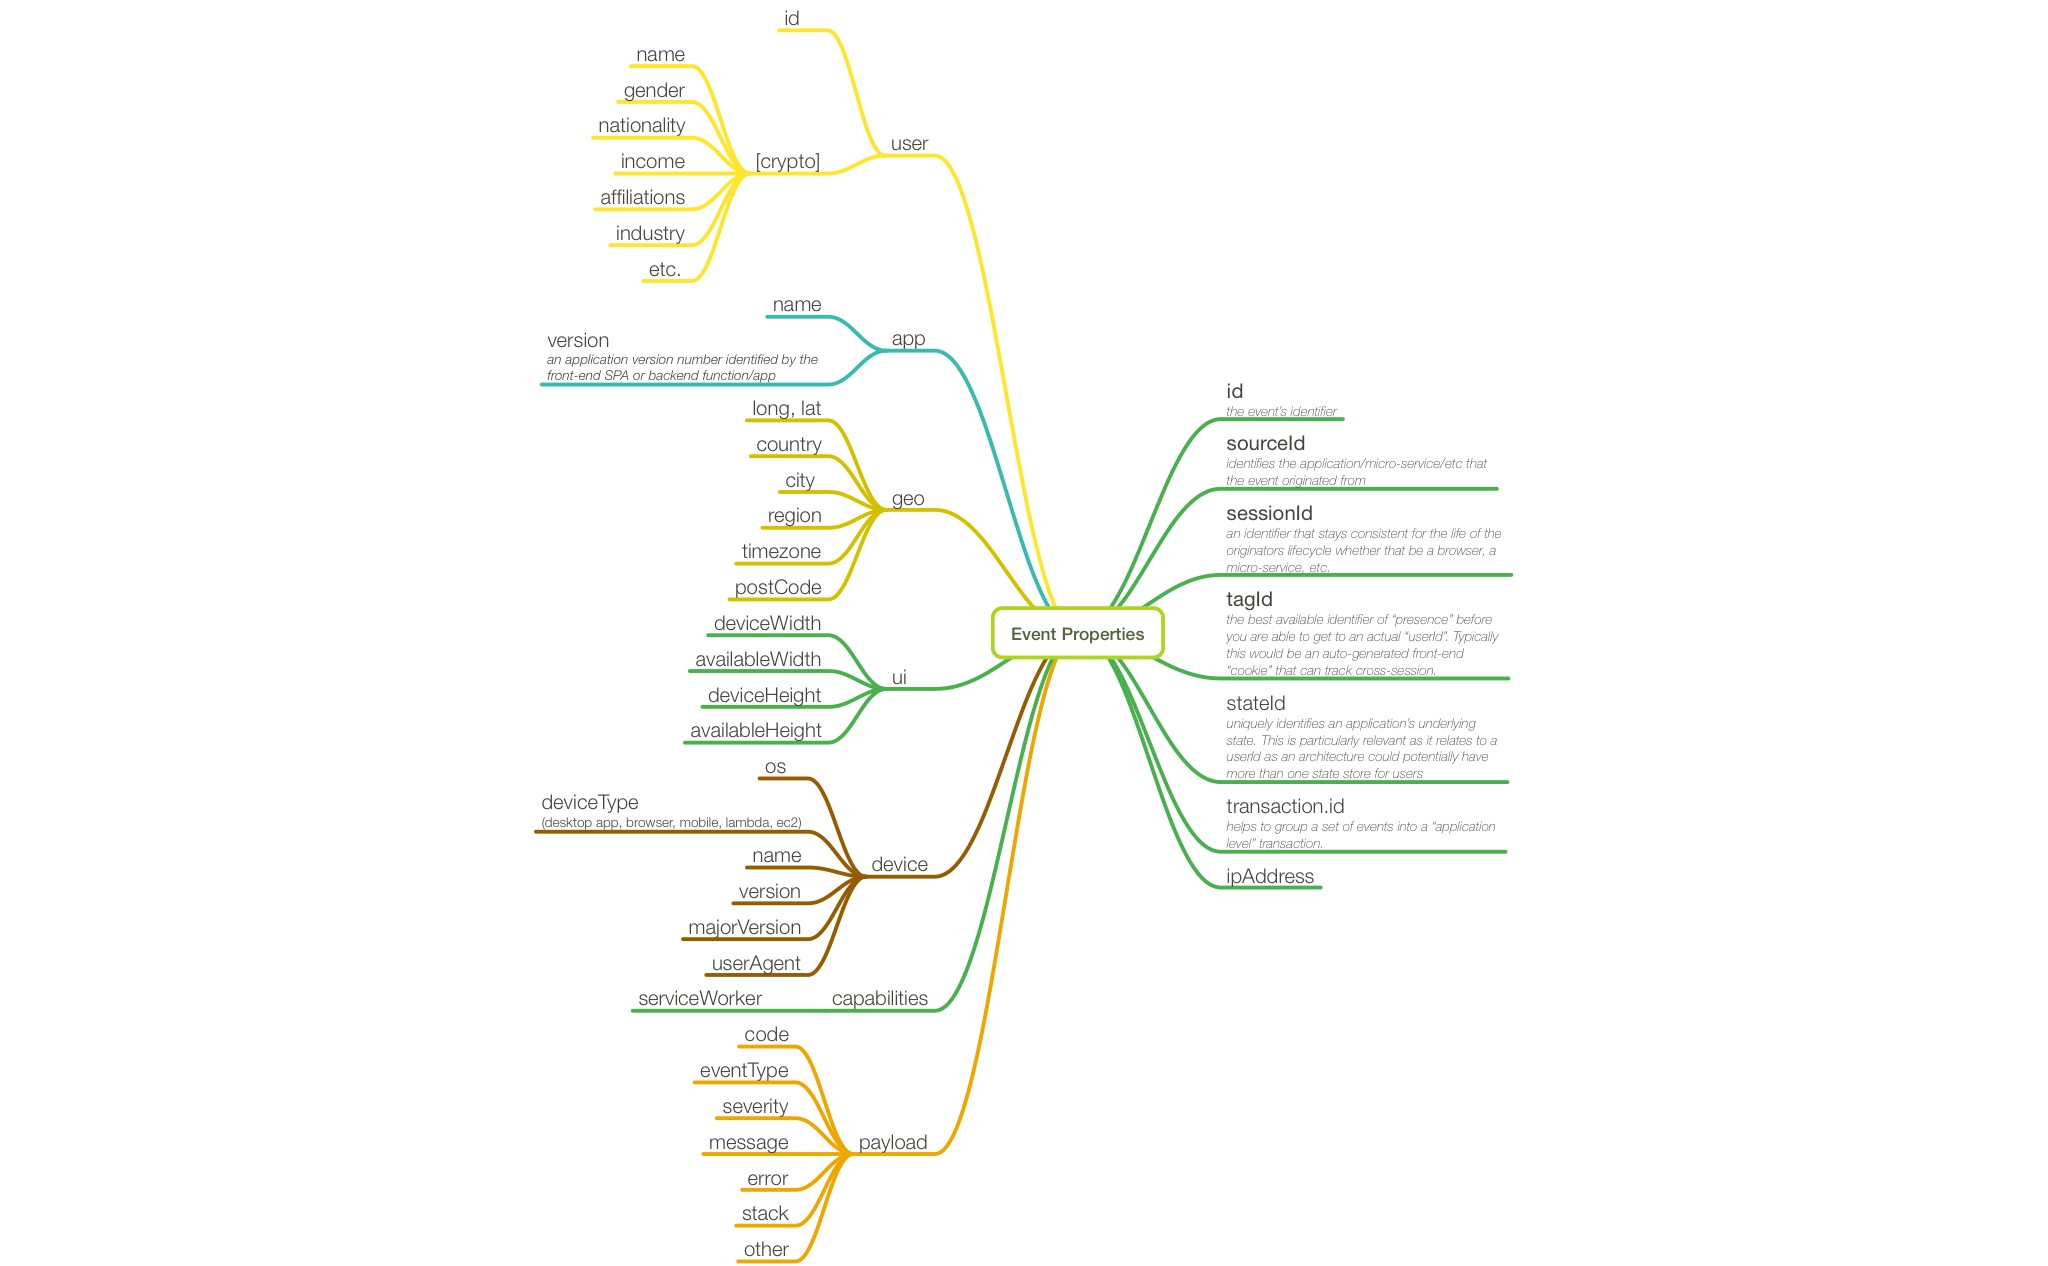 id
name
gender
nationality
income
affiliations
industry
etc.
[crypto]
user
name
version
an application version number identified by the
front-end SPA or backend function/app
app
long, lat
country
city
region
timezone
postCode
geo
deviceWidth
availableWidth
deviceHeight
availableHeight
ui
os
deviceType
(desktop app, browser, mobile, lambda, ec2)
name
version
majorVersion
userAgent
device
serviceWorker
capabilities
code
eventType
severity
message
error
stack
other
payload
Event Properties
id
the event's identifier
sourceId
identifies the application/micro-service/etc that
the event originated from
sessionId
an identifier that stays consistent for the life of the
originators lifecycle whether that be a browser, a
micro-service, etc.
tagId
the best available identifier of “presence” before
you are able to get to an actual “userId”. Typically
this would be an auto-generated front-end
“cookie” that can track cross-session.
stateId
uniquely identifies an application's underlying
state. This is particularly relevant as it relates to a
userId as an architecture could potentially have
more than one state store for users
transaction.id
helps to group a set of events into a “application
level” transaction.
ipAddress